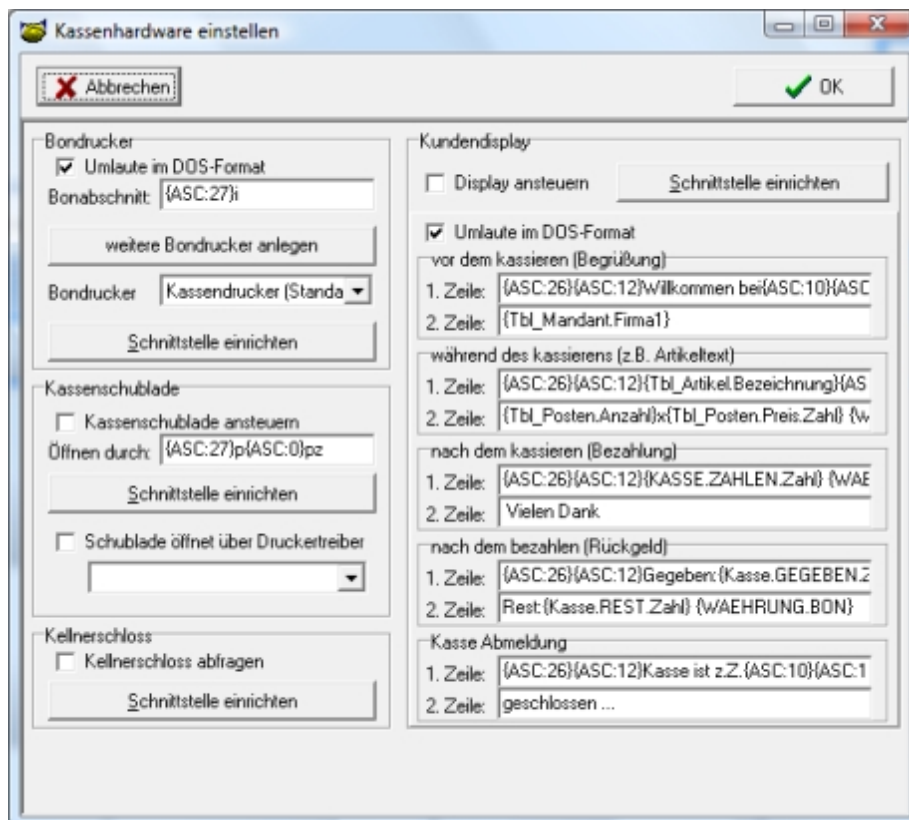 Kassenhardware einstellen
Abbrechen
OK
Bondrucker
Umlaute im DOS-Format
Bonabschnitt: {ASC:27}i
weitere Bondrucker anlegen
Bondrucker Kassendrucker (Standa
Schnittstelle einrichten
Kassenschublade
Kassenschublade ansteuern
Öffnen durch: {ASC:27}p{ASC:0}pz
Schnittstelle einrichten
Schublade öffnet über Druckertreiber
Kellnerschloss
Kellnerschloss abfragen
Schnittstelle einrichten
Kundendisplay
Display ansteuern
Schnittstelle einrichten
Umlaute im DOS-Format
vor dem kassieren (Begrüßung)
1. Zeile: {ASC:26}{ASC:12}Willkommen bei{ASC:10}{ASC
2. Zeile: {Tbl_Mandant.Firma1}
während des kassierens (z.B. Artikeltext)
1. Zeile: {ASC:26}{ASC:12}{Tbl_Artikel.Bezeichnung}{AS
2. Zeile: {Tbl_Posten.Anzahl}x{Tbl_Posten.Preis.Zahl} {W
nach dem kassieren (Bezahlung)
1. Zeile: {ASC:26}{ASC:12}{KASSE.ZAHLEN.Zahl} {WAE
2. Zeile: Vielen Dank
nach dem bezahlen (Rückgeld)
1. Zeile: {ASC:26}{ASC:12}Gegeben:{Kasse.GEGEBEN.Z
2. Zeile: Rest:{Kasse.REST.Zahl} {WAEHRUNG.BON}
Kasse Abmeldung
1. Zeile: {ASC:26}{ASC:12}Kasse ist z.Z.{ASC:10}{ASC:1
2. Zeile: geschlossen ...